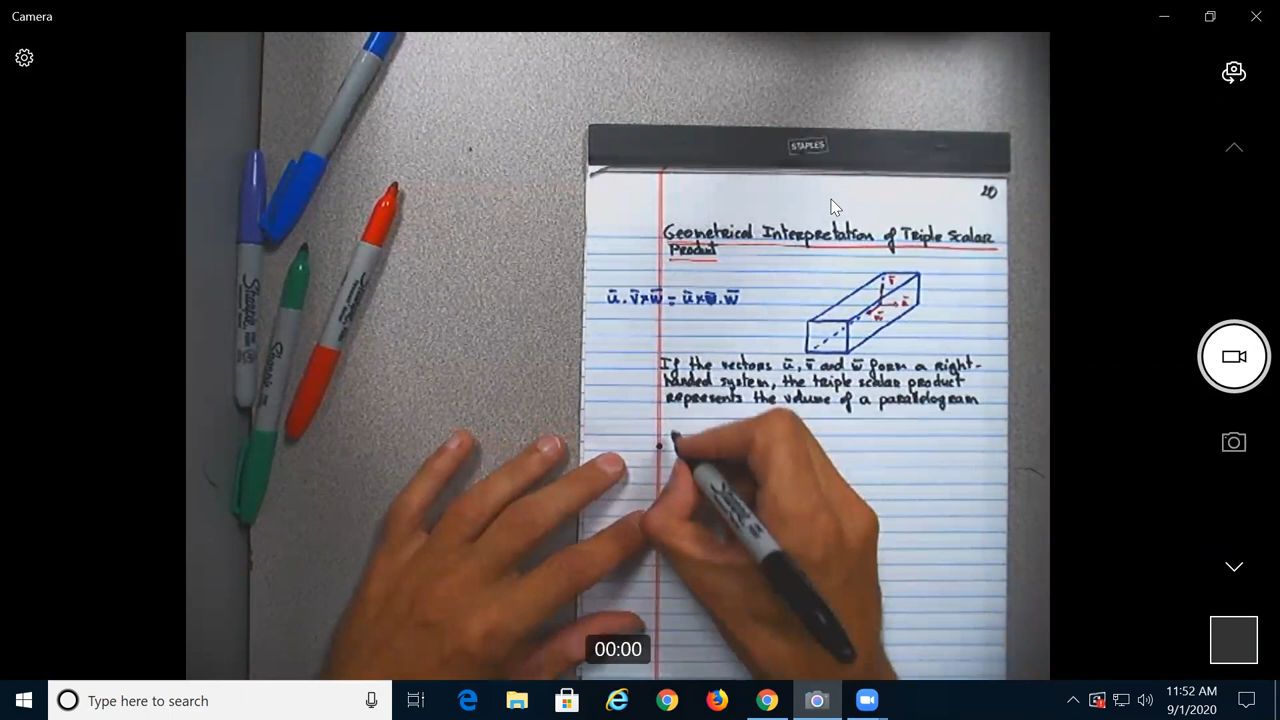 Camera
STAPLES
20
Geometrical Interpretation of Triple Scalar
Product
ū . v̄ × w̄ = ū × v̄ . w̄
v̄
ū
w̄
If the vectors ū, v̄ and w̄ form a right-
handed system, the triple scalar product
represents the volume of a parallelogram
Sharpie
Sharpie
00:00
Type here to search
11:52 AM
9/1/2020